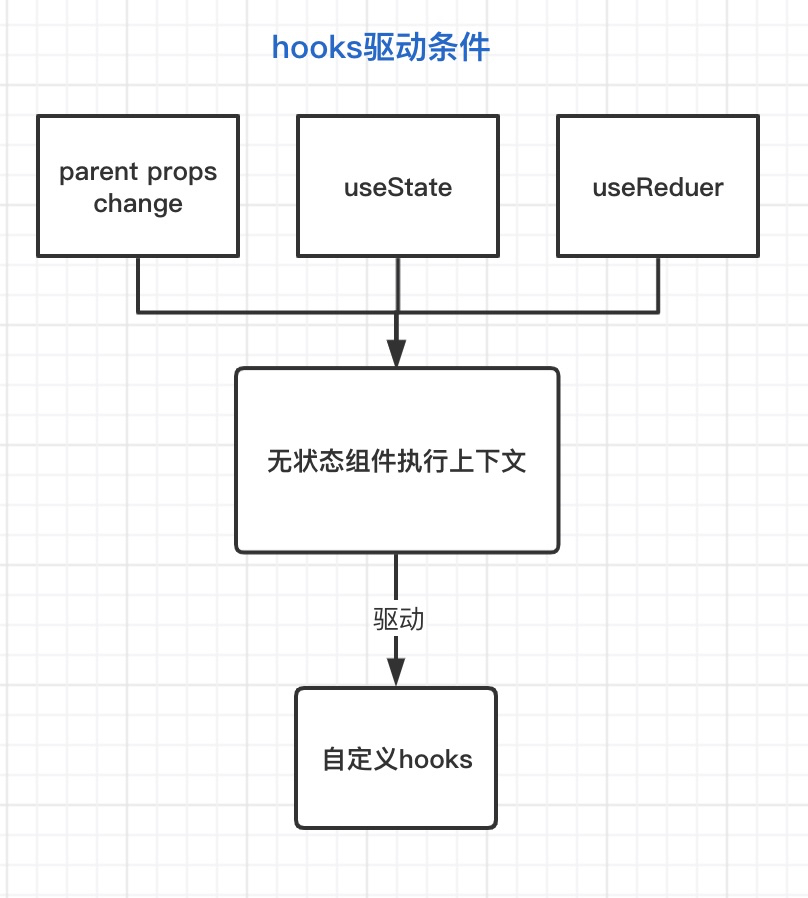 hooks驱动条件
parent props
change
useState
useReduer
无状态组件执行上下文
驱动
自定义hooks